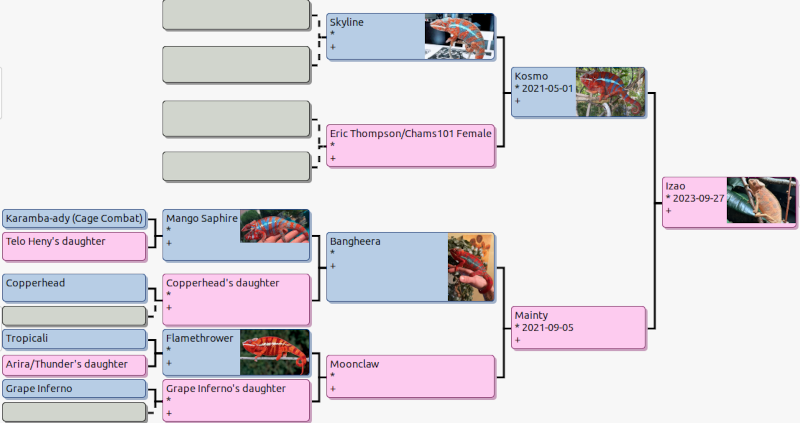 Skyline
*
+
Kosmo
* 2021-05-01
+
Eric Thompson/Chams101 Female
*
+
Izao
* 2023-09-27
+
Karamba-ady (Cage Combat)
Telo Heny's daughter
Mango Saphire
*
+
Bangheera
*
+
Copperhead
Copperhead's daughter
*
+
Mainty
* 2021-09-05
+
Tropicali
Arira/Thunder's daughter
Flamethrower
*
+
Moonclaw
*
+
Grape Inferno
Grape Inferno's daughter
*
+